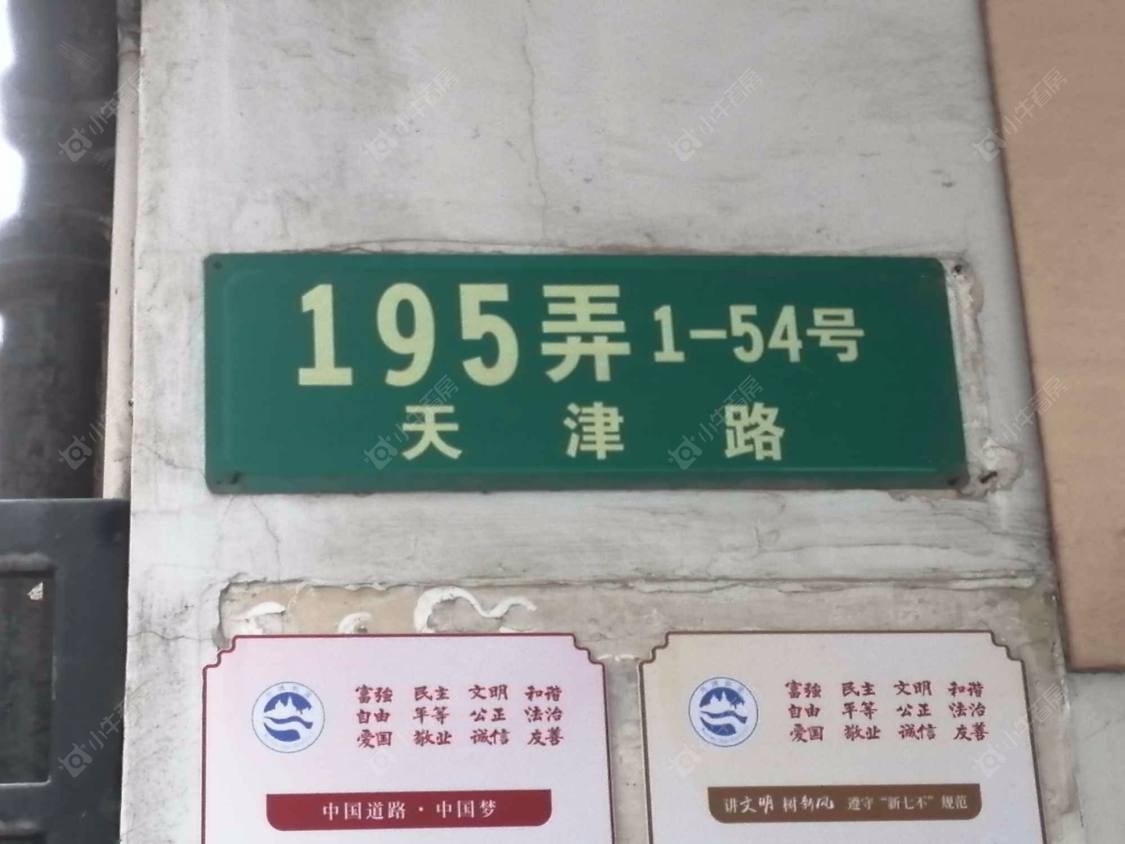 195弄 1-54号
天津路
富强 民主 文明 和谐
自由 平等 公正 法治
爱国 敬业 诚信 友善
中国道路·中国梦
富强 民主 文明 和谐
自由 平等 公正 法治
爱国 敬业 诚信 友善
讲文明 树新风 遵守“新七不”规范
小牛看房